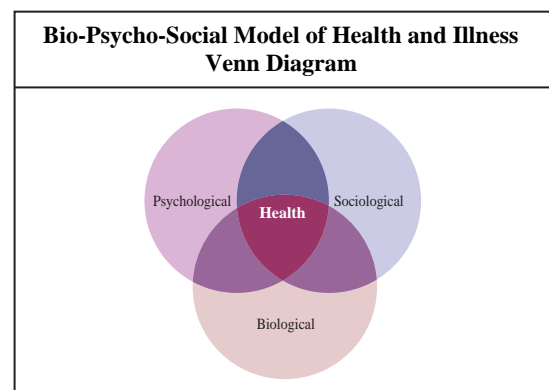 Bio-Psycho-Social Model of Health and Illness
Venn Diagram
Psychological
Sociological
Health
Biological